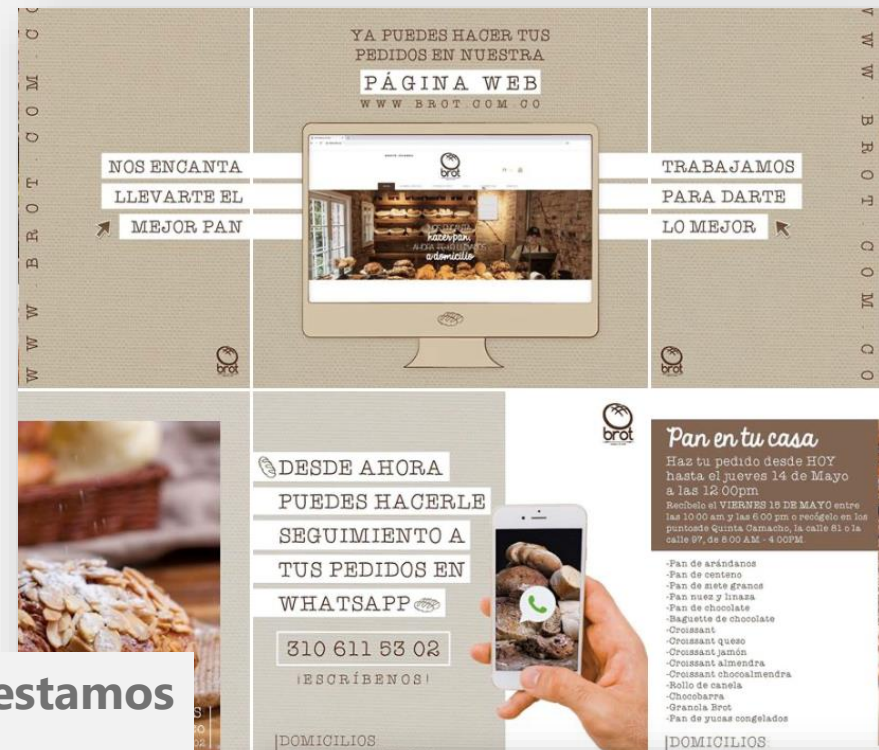 YA PUEDES HACER TUS
PEDIDOS EN NUESTRA
PÁGINA WEB
WWW.BROT.COM.CO
NOS ENCANTA
LLEVARTE EL
MEJOR PAN
brot
hacer pan,
a domicilio
TRABAJAMOS
PARA DARTE
LO MEJOR
WWW.BROT.COM.CO
WWW.BROT.COM.CO
brot
brot
DESDE AHORA
PUEDES HACERLE
SEGUIMIENTO A
TUS PEDIDOS EN
WHATSAPP
310 611 53 02
¡ESCRÍBENOS!
DOMICILIOS
brot
Pan en tu casa
Haz tu pedido desde HOY
hasta el jueves 14 de Mayo
a las 12:00pm
Recíbelo el VIERNES 15 DE MAYO entre
las 10:00 am y las 6:00 pm o recógelo en los
puntosde Quinta Camacho, la calle 81 o la
calle 97, de 8:00 AM - 4:00PM.
-Pan de arándanos
-Pan de centeno
-Pan de siete granos
-Pan nuez y linaza
-Pan de chocolate
-Baguette de chocolate
-Croissant
-Croissant queso
-Croissant jamón
-Croissant almendra
-Croissant chocoalmendra
-Rollo de canela
-Chocobarra
-Granola Brot
-Pan de yucas congelados
DOMICILIOS
estamos